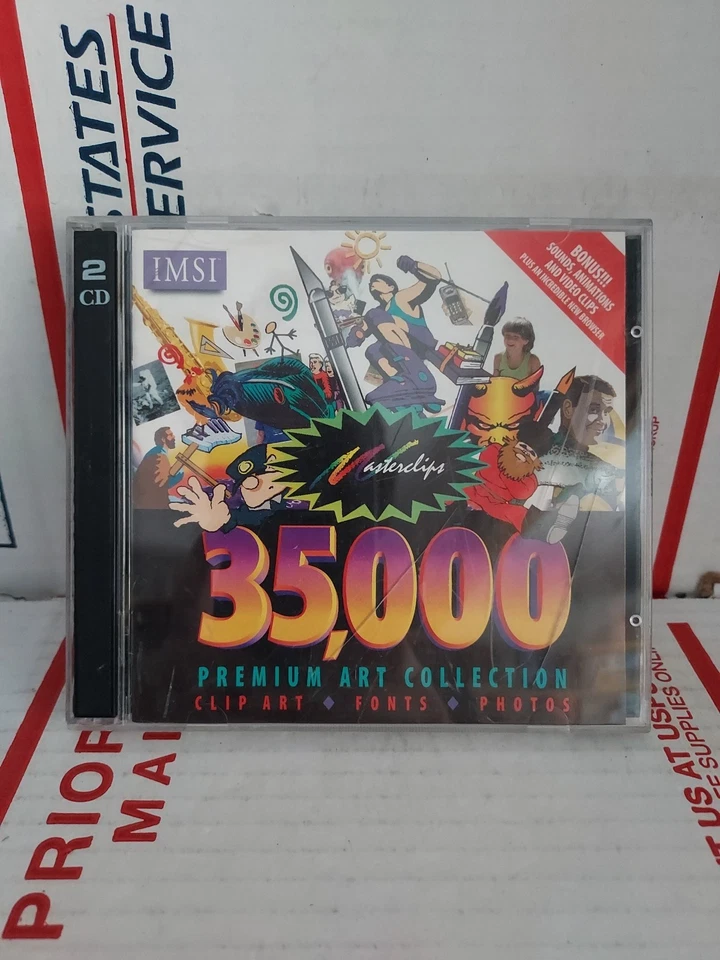 STATES
SERVICE
2
CD
IMSI
BONUS!!!
SOUNDS, ANIMATIONS
AND VIDEO CLIPS
PLUS AN INCREDIBLE NEW BROWSER
Masterclips
35,000
PREMIUM ART COLLECTION
CLIP ART ♦ FONTS ♦ PHOTOS
PRIOR
MAI
US AT USPS
SUPPLIES ONL